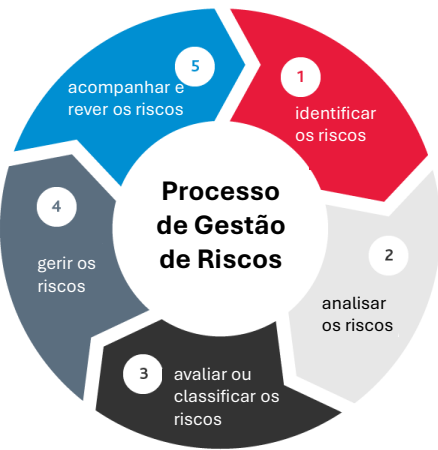 Processo
de Gestão
de Riscos
1
identificar
os riscos
2
analisar
os riscos
3
avaliar ou
classificar os
riscos
4
gerir os
riscos
5
acompanhar e
rever os riscos